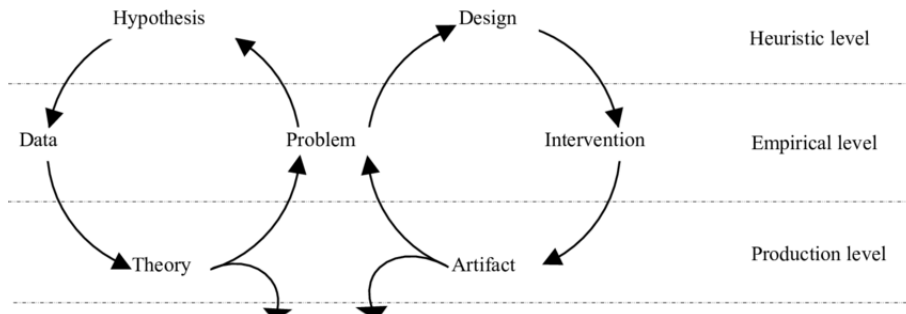 Hypothesis
Design
Heuristic level
Data
Problem
Intervention
Empirical level
Theory
Artifact
Production level